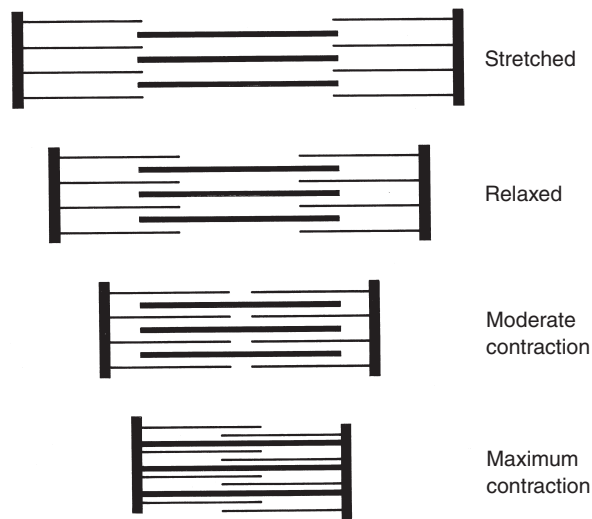 Stretched
Relaxed
Moderate
contraction
Maximum
contraction